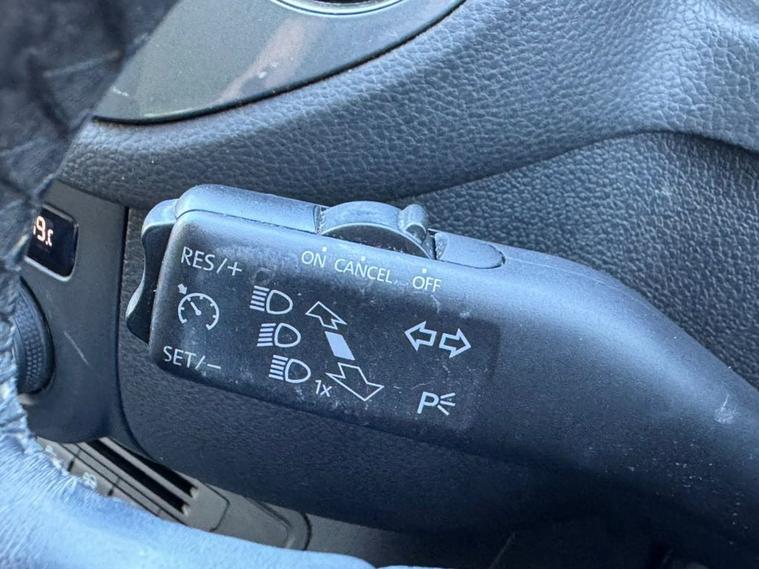 RES/+
ON CANCEL OFF
SET/–
1x
P